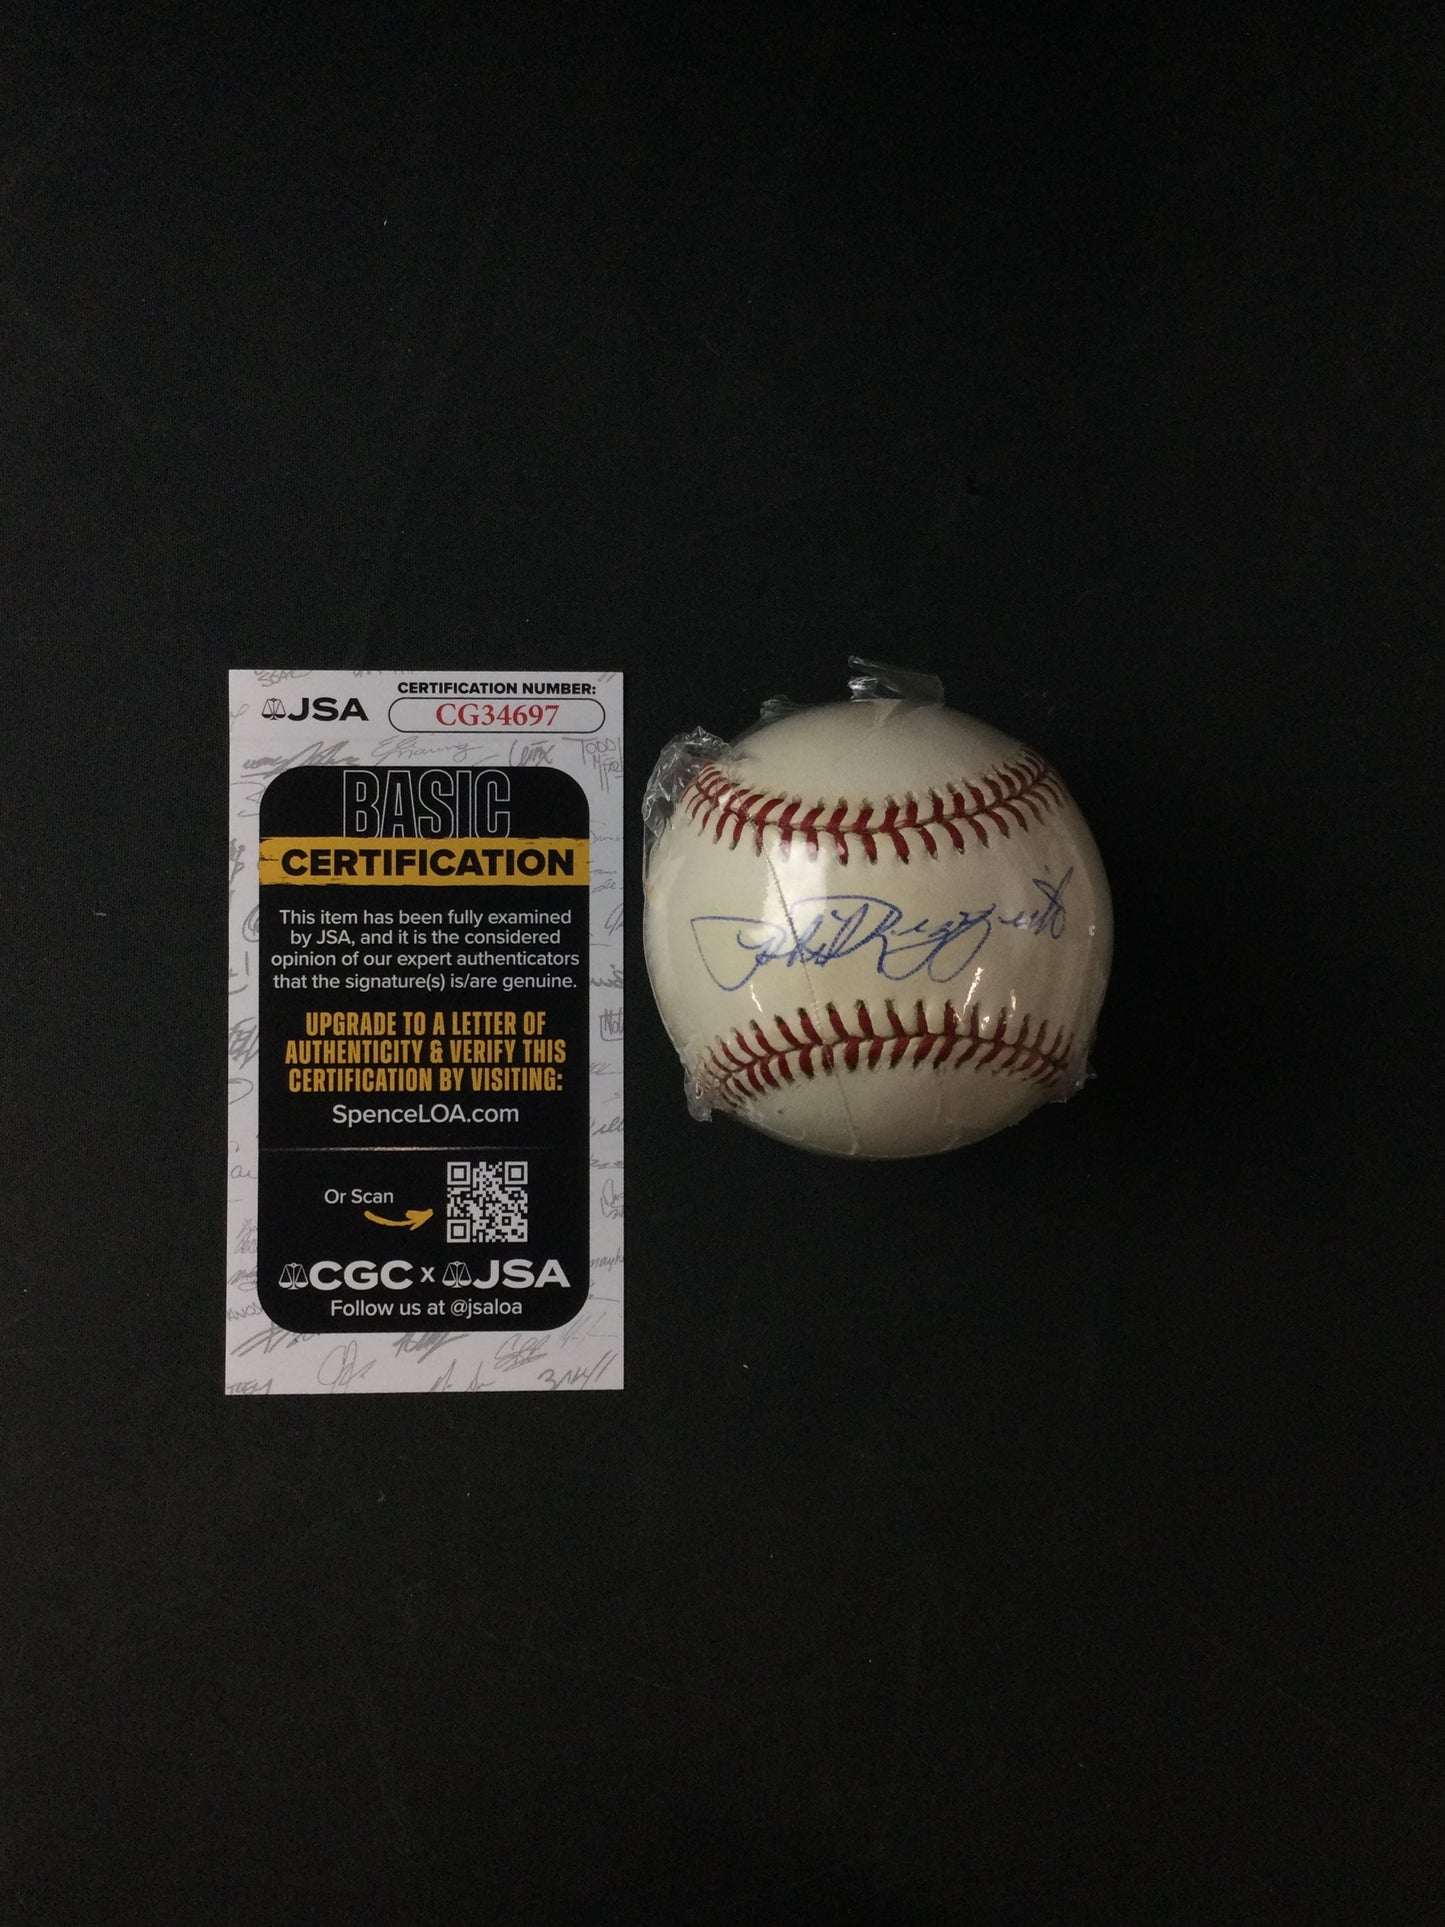 JSA
CERTIFICATION NUMBER:
CG34697
BASIC
CERTIFICATION
This item has been fully examined
by JSA, and it is the considered
opinion of our expert authenticators
that the signature(s) is/are genuine.
UPGRADE TO A LETTER OF
AUTHENTICITY & VERIFY THIS
CERTIFICATION BY VISITING:
SpenceLOA.com
Or Scan
CGC x JSA
Follow us at @jsaloa
Phil Rizzuto